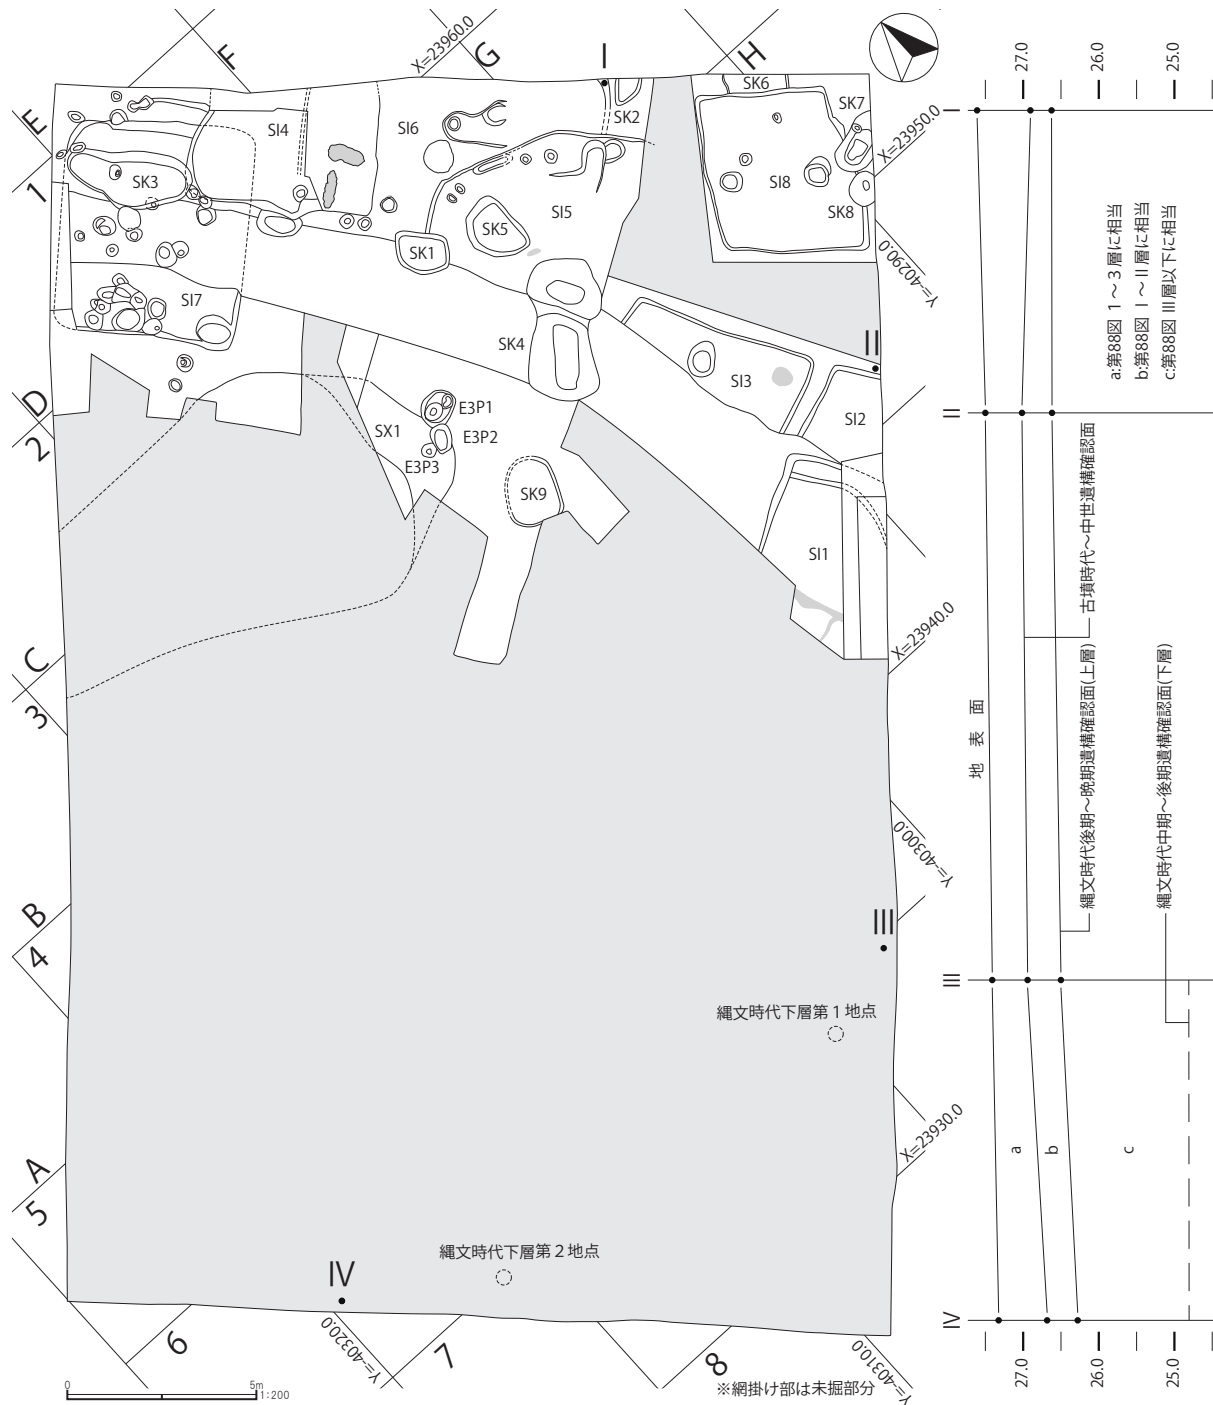 F
X=23960.0
G
I
H
E
1
SI4
SI6
SK2
SK6
SK7
X=23950.0
SK3
SI5
SI8
SK5
SK8
SK1
Y=40290.0
SI7
SK4
II
SI3
D
2
SX1
E3P1
E3P2
E3P3
SI2
SK9
SI1
X=23940.0
C
3
Y=40300.0
B
4
III
縄文時代下層第1地点
X=23930.0
A
5
縄文時代下層第2地点
IV
6
Y=40320.0
7
8
Y=40310.0
※網掛け部は未掘部分
0 5m
1:200
27.0
26.0
25.0
I
a:第88図 1～3層に相当
b:第88図 I～II層に相当
c:第88図 III層以下に相当
II
古墳時代～中世遺構確認面
縄文時代後期～晩期遺構確認面(上層)
縄文時代中期～後期遺構確認面(下層)
地表面
III
a
b
c
IV
27.0
26.0
25.0